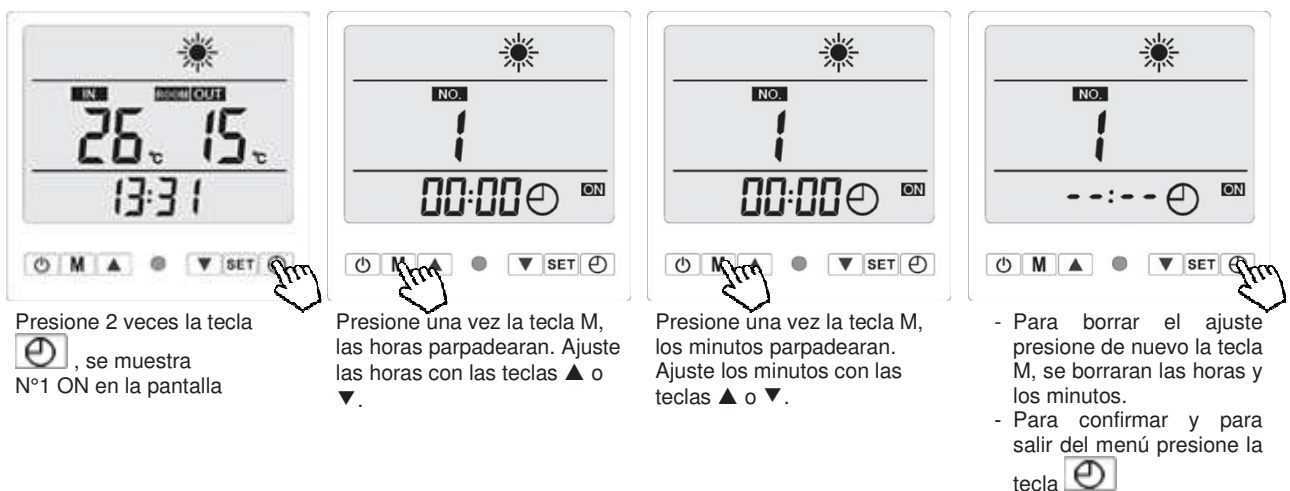 IN ROOM OUT
26 °C 15 °C
13:31
M ▲ ▼ SET
Presione 2 veces la tecla
, se muestra
N°1 ON en la pantalla
NO.
1
00:00 ON
M ▲ ▼ SET
Presione una vez la tecla M,
las horas parpadearan. Ajuste
las horas con las teclas ▲ o
▼.
NO.
1
00:00 ON
M ▲ ▼ SET
Presione una vez la tecla M,
los minutos parpadearan.
Ajuste los minutos con las
teclas ▲ o ▼.
NO.
1
--:-- ON
M ▲ ▼ SET
- Para borrar el ajuste
presione de nuevo la tecla
M, se borraran las horas y
los minutos.
- Para confirmar y para
salir del menú presione la
tecla